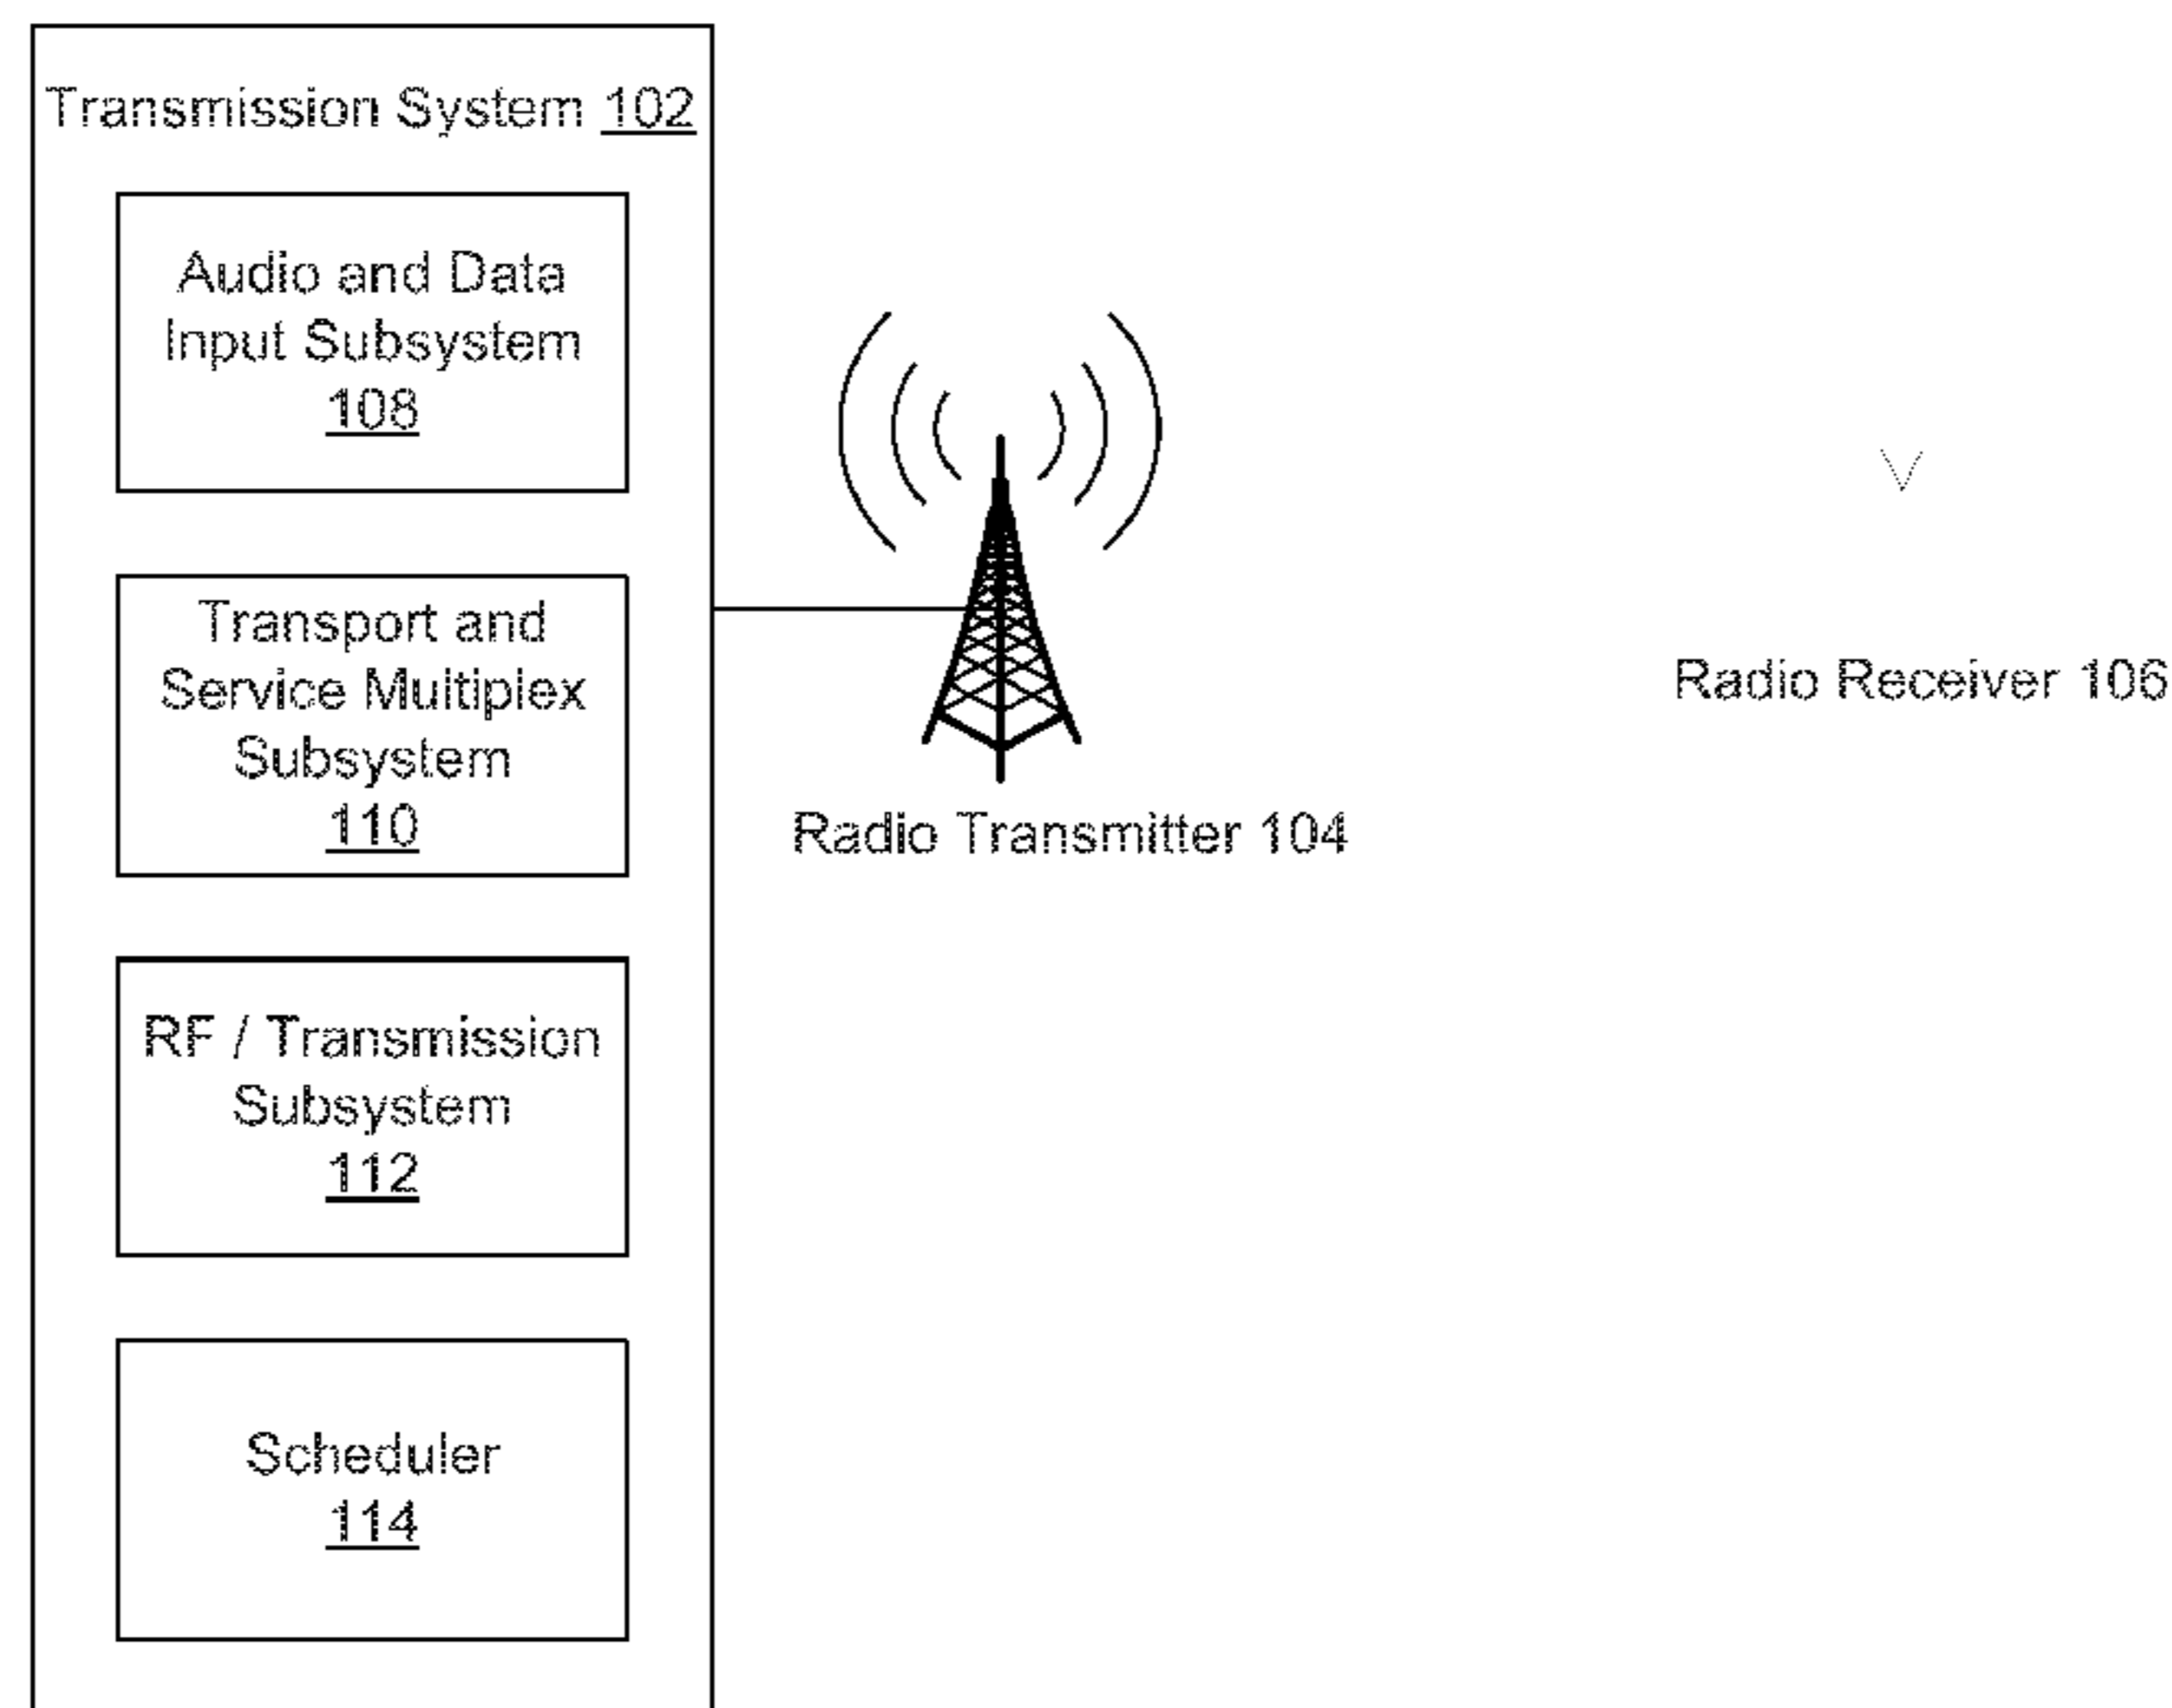 Transmission System 102
Audio and Data
Input Subsystem
108
Transport and
Service Multiplex
Subsystem
110
RF / Transmission
Subsystem
112
Scheduler
114
Radio Transmitter 104
Radio Receiver 106